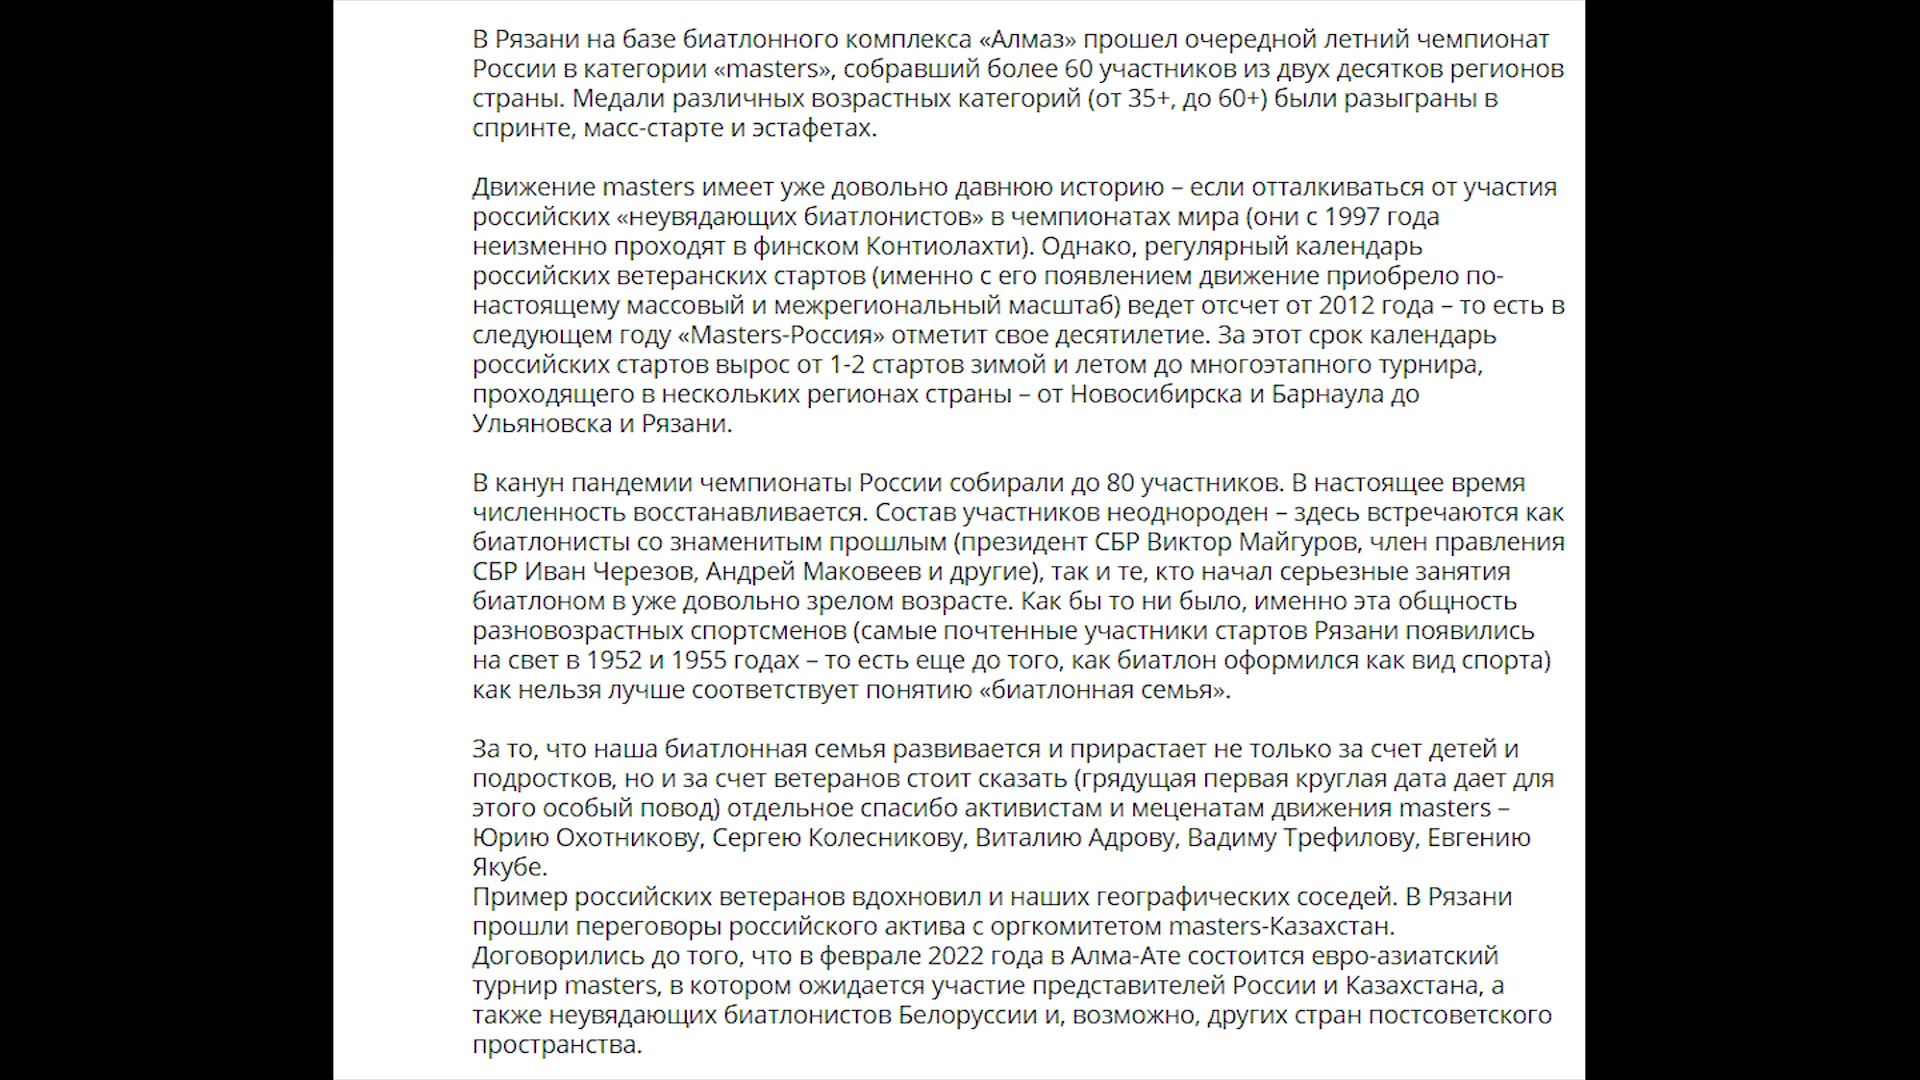 В Рязани на базе биатлонного комплекса «Алмаз» прошел очередной летний чемпионат
России в категории «masters», собравший более 60 участников из двух десятков регионов
страны. Медали различных возрастных категорий (от 35+, до 60+) были разыграны в
спринте, масс-старте и эстафетах.
Движение masters имеет уже довольно давнюю историю – если отталкиваться от участия
российских «неувядающих биатлонистов» в чемпионатах мира (они с 1997 года
неизменно проходят в финском Контиолахти). Однако, регулярный календарь
российских ветеранских стартов (именно с его появлением движение приобрело по-
настоящему массовый и межрегиональный масштаб) ведет отсчет от 2012 года – то есть в
следующем году «Masters-Россия» отметит свое десятилетие. За этот срок календарь
российских стартов вырос от 1-2 стартов зимой и летом до многоэтапного турнира,
проходящего в нескольких регионах страны – от Новосибирска и Барнаула до
Ульяновска и Рязани.
В канун пандемии чемпионаты России собирали до 80 участников. В настоящее время
численность восстанавливается. Состав участников неоднороден – здесь встречаются как
биатлонисты со знаменитым прошлым (президент СБР Виктор Майгуров, член правления
СБР Иван Черезов, Андрей Маковеев и другие), так и те, кто начал серьезные занятия
биатлоном в уже довольно зрелом возрасте. Как бы то ни было, именно эта общность
разновозрастных спортсменов (самые почтенные участники стартов Рязани появились
на свет в 1952 и 1955 годах – то есть еще до того, как биатлон оформился как вид спорта)
как нельзя лучше соответствует понятию «биатлонная семья».
За то, что наша биатлонная семья развивается и прирастает не только за счет детей и
подростков, но и за счет ветеранов стоит сказать (грядущая первая круглая дата дает для
этого особый повод) отдельное спасибо активистам и меценатам движения masters –
Юрию Охотникову, Сергею Колесникову, Виталию Адрову, Вадиму Трефилову, Евгению
Якубе.
Пример российских ветеранов вдохновил и наших географических соседей. В Рязани
прошли переговоры российского актива с оргкомитетом masters-Казахстан.
Договорились до того, что в феврале 2022 года в Алма-Ате состоится евро-азиатский
турнир masters, в котором ожидается участие представителей России и Казахстана, а
также неувядающих биатлонистов Белоруссии и, возможно, других стран постсоветского
пространства.